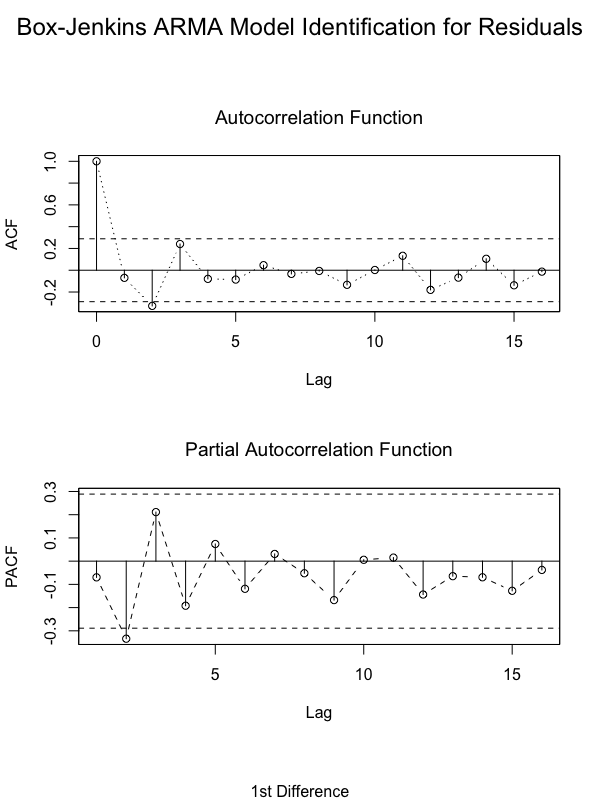 Box-Jenkins ARMA Model Identification for Residuals
Autocorrelation Function
ACF
1.0
0.6
0.2
-0.2
0
5
10
15
Lag
Partial Autocorrelation Function
PACF
0.3
0.1
-0.1
-0.3
5
10
15
Lag
1st Difference